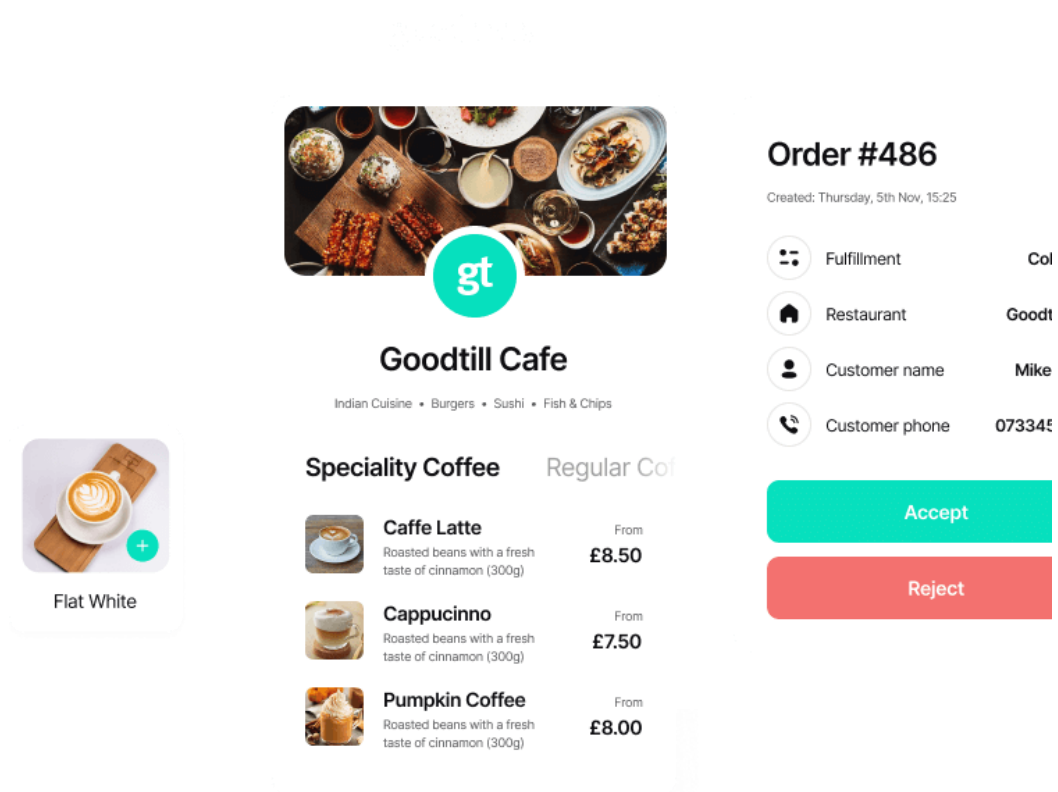 Flat White
gt
Goodtill Cafe
Indian Cuisine • Burgers • Sushi • Fish & Chips
Speciality Coffee
Regular
Caffe Latte
Roasted beans with a fresh
taste of cinnamon (300g)
From
£8.50
Cappucinno
Roasted beans with a fresh
taste of cinnamon (300g)
From
£7.50
Pumpkin Coffee
Roasted beans with a fresh
taste of cinnamon (300g)
From
£8.00
Order #486
Created: Thursday, 5th Nov, 15:25
Fulfillment
Restaurant
Customer name Mike
Customer phone
Accept
Reject